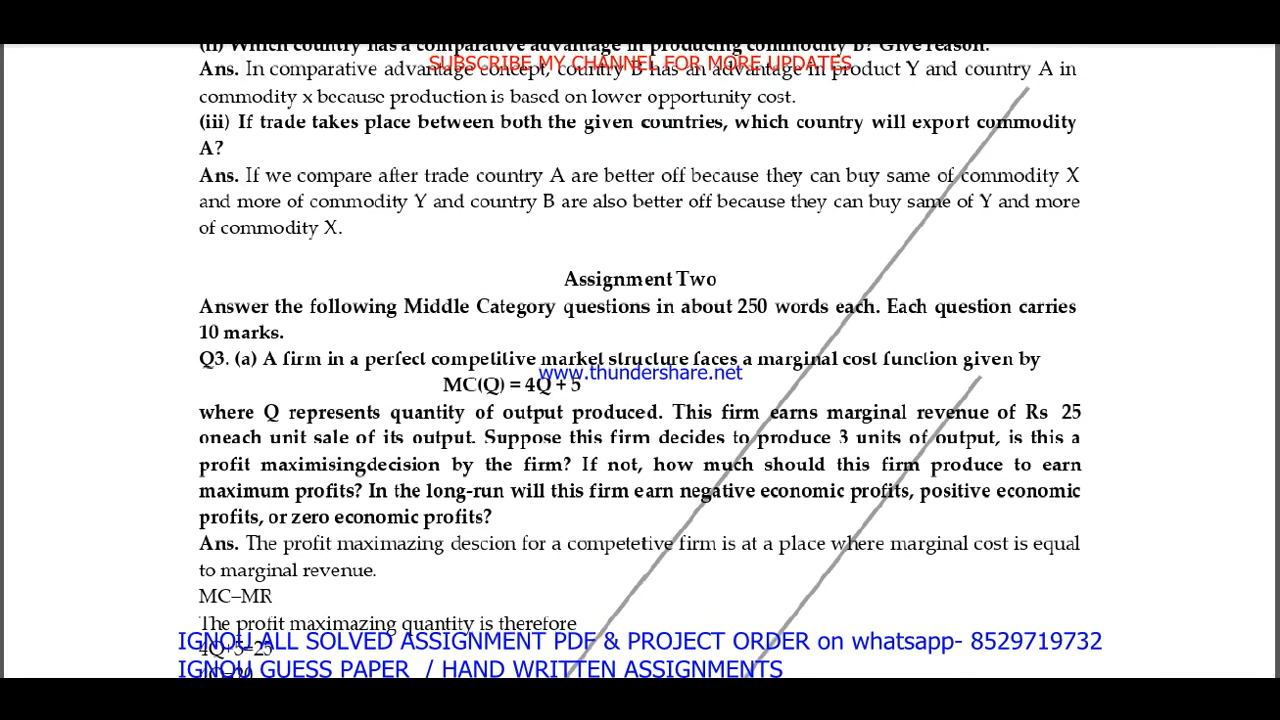 (ii) Which country has a comparative advantage in producing commodity B? Give reason.
SUBSCRIBE MY CHANNEL FOR MORE UPDATES
Ans. In comparative advantage concept, country B has an advantage in product Y and country A in
commodity x because production is based on lower opportunity cost.
(iii) If trade takes place between both the given countries, which country will export commodity
A?
Ans. If we compare after trade country A are better off because they can buy same of commodity X
and more of commodity Y and country B are also better off because they can buy same of Y and more
of commodity X.
Assignment Two
Answer the following Middle Category questions in about 250 words each. Each question carries
10 marks.
Q3. (a) A firm in a perfect competitive market structure faces a marginal cost function given by
www.thundershare.net
MC(Q) = 4Q + 5
where Q represents quantity of output produced. This firm earns marginal revenue of Rs 25
oneach unit sale of its output. Suppose this firm decides to produce 3 units of output, is this a
profit maximisingdecision by the firm? If not, how much should this firm produce to earn
maximum profits? In the long-run will this firm earn negative economic profits, positive economic
profits, or zero economic profits?
Ans. The profit maximazing descion for a competetive firm is at a place where marginal cost is equal
to marginal revenue.
MC–MR
The profit maximazing quantity is therefore
IGNOU ALL SOLVED ASSIGNMENT PDF & PROJECT ORDER on whatsapp- 8529719732
4Q+5=25
IGNOU GUESS PAPER / HAND WRITTEN ASSIGNMENTS